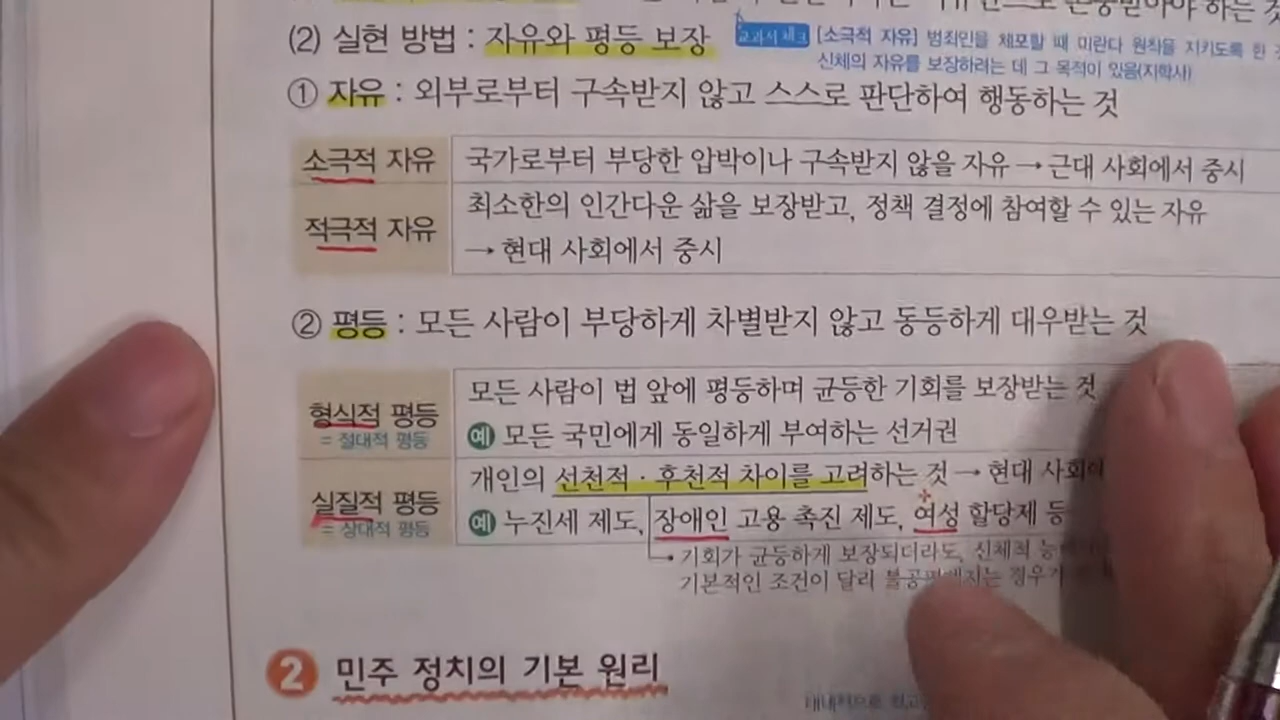 (2) 실현 방법 : 자유와 평등 보장
교과서 체크 [소극적 자유] 범죄인을 체포할 때 미란다 원칙을 지키도록 한
신체의 자유를 보장하려는 데 그 목적이 있음(지학사)
① 자유 : 외부로부터 구속받지 않고 스스로 판단하여 행동하는 것
소극적 자유 국가로부터 부당한 압박이나 구속받지 않을 자유 → 근대 사회에서 중시
적극적 자유 최소한의 인간다운 삶을 보장받고, 정책 결정에 참여할 수 있는 자유
→ 현대 사회에서 중시
② 평등 : 모든 사람이 부당하게 차별받지 않고 동등하게 대우받는 것
형식적 평등 모든 사람이 법 앞에 평등하며 균등한 기회를 보장받는 것
= 절대적 평등 예 모든 국민에게 동일하게 부여하는 선거권
실질적 평등 개인의 선천적·후천적 차이를 고려하는 것 → 현대
= 상대적 평등 예 누진세 제도, 장애인 고용 촉진 제도, 여성 할당제 등
기회가 균등하게 보장되더라도, 신체적
기본적인 조건이 달리
2 민주 정치의 기본 원리